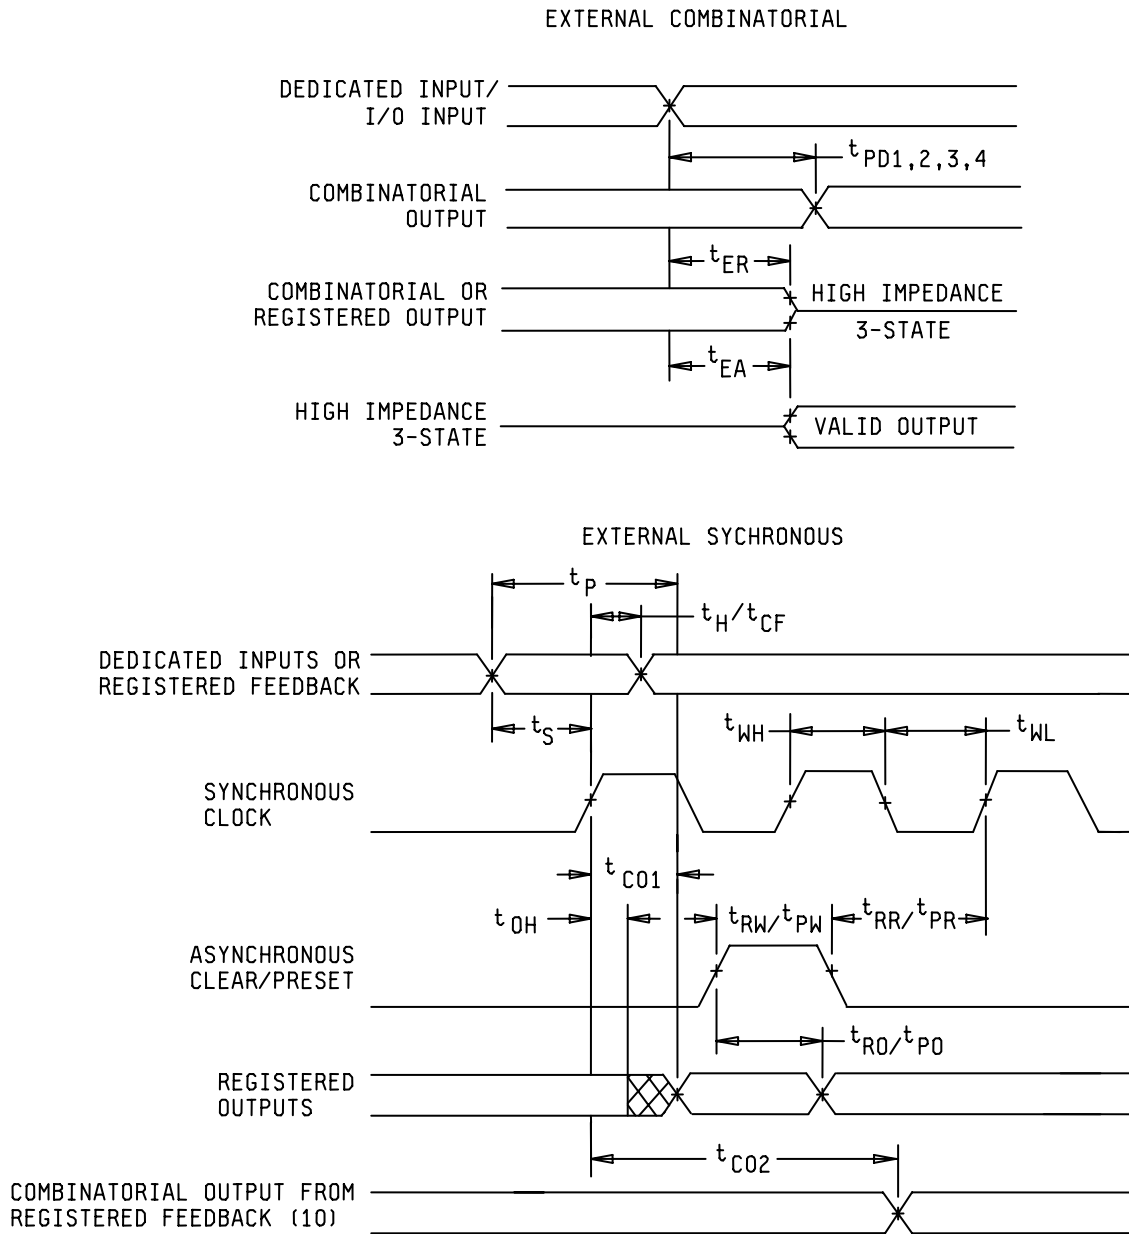 EXTERNAL COMBINATORIAL
DEDICATED INPUT/
I/O INPUT
tPD1,2,3,4
COMBINATORIAL
OUTPUT
tER
COMBINATORIAL OR
REGISTERED OUTPUT
HIGH IMPEDANCE
3-STATE
tEA
HIGH IMPEDANCE
3-STATE
VALID OUTPUT
EXTERNAL SYCHRONOUS
tP
tH/tCF
DEDICATED INPUTS OR
REGISTERED FEEDBACK
tS
tWH
tWL
SYNCHRONOUS
CLOCK
tCO1
tOH
tRW/tPW
tRR/tPR
ASYNCHRONOUS
CLEAR/PRESET
tRO/tPO
REGISTERED
OUTPUTS
tCO2
COMBINATORIAL OUTPUT FROM
REGISTERED FEEDBACK (10)